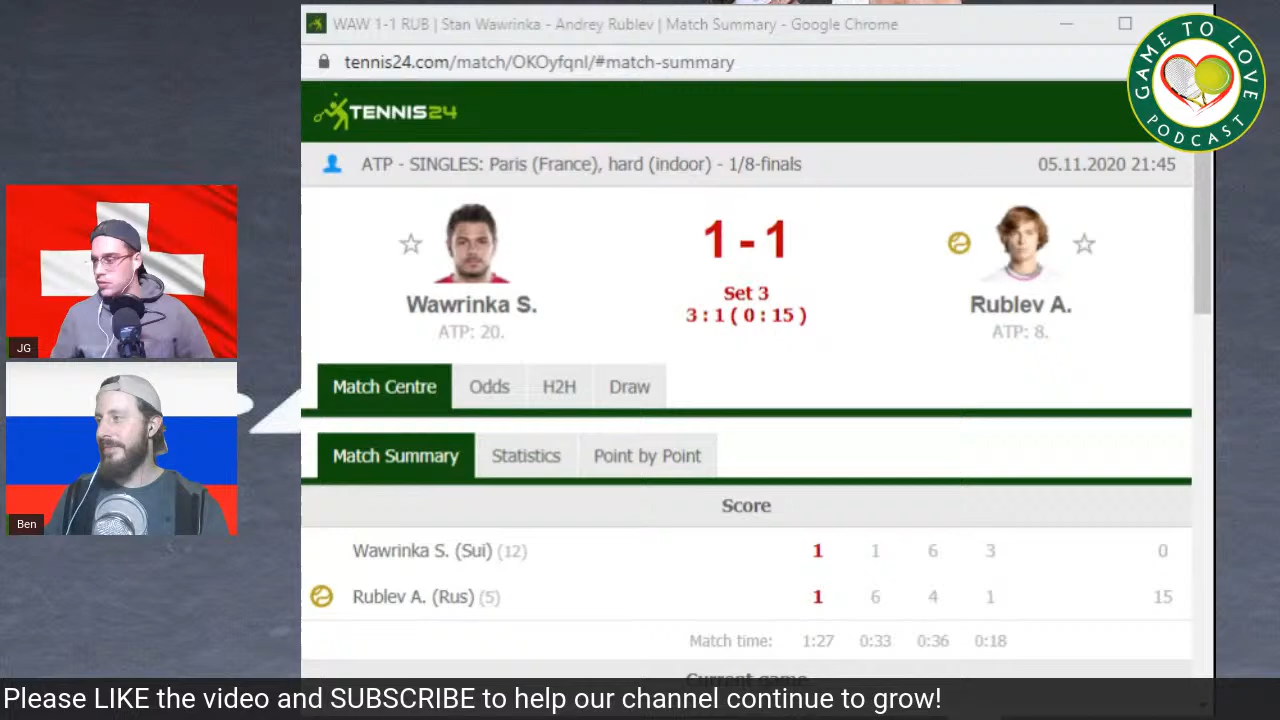 WAW 1-1 RUB | Stan Wawrinka - Andrey Rublev | Match Summary - Google Chrome
tennis24.com/match/OKOyfqnI/#match-summary
GAME TO LOVE
PODCAST
TENNIS24
ATP - SINGLES: Paris (France), hard (indoor) - 1/8-finals 05.11.2020 21:45
1 - 1
Set 3
3 : 1 ( 0 : 15 )
Wawrinka S. Rublev A.
ATP: 20. ATP: 8.
JG
Match Centre Odds H2H Draw
Match Summary Statistics Point by Point
Score
Ben
Wawrinka S. (Sui) (12) 1 1 6 3 0
Rublev A. (Rus) (5) 1 6 4 1 15
Match time: 1:27 0:33 0:36 0:18
Current game
Please LIKE the video and SUBSCRIBE to help our channel continue to grow!